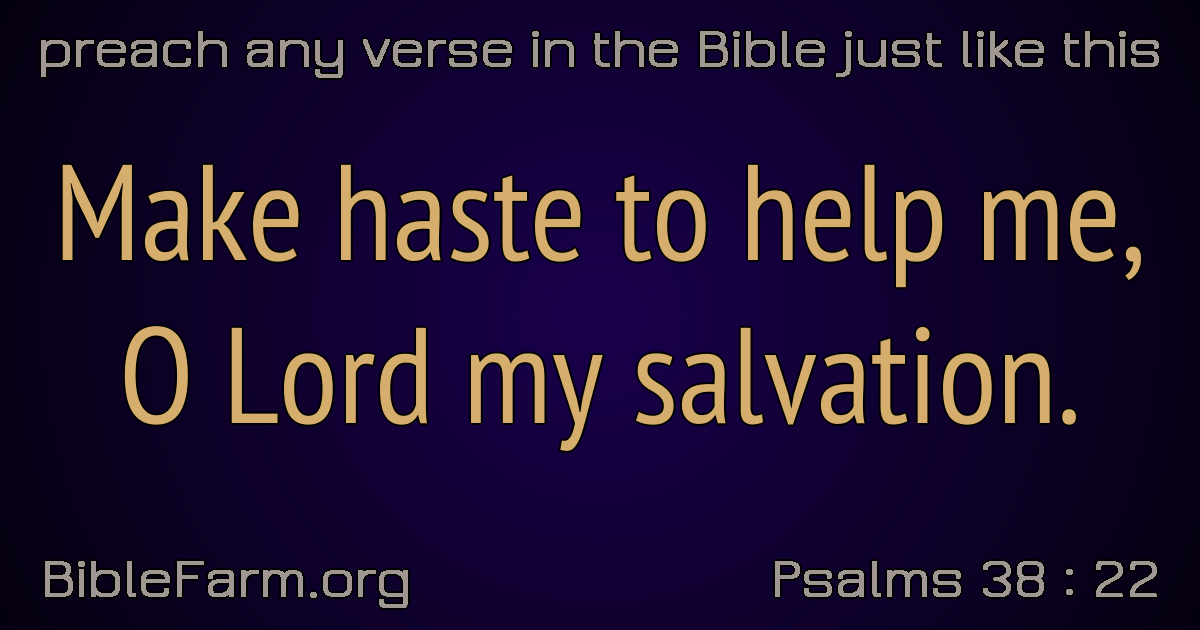 preach any verse in the Bible just like this
Make haste to help me,
O Lord my salvation.
BibleFarm.org
Psalms 38 : 22